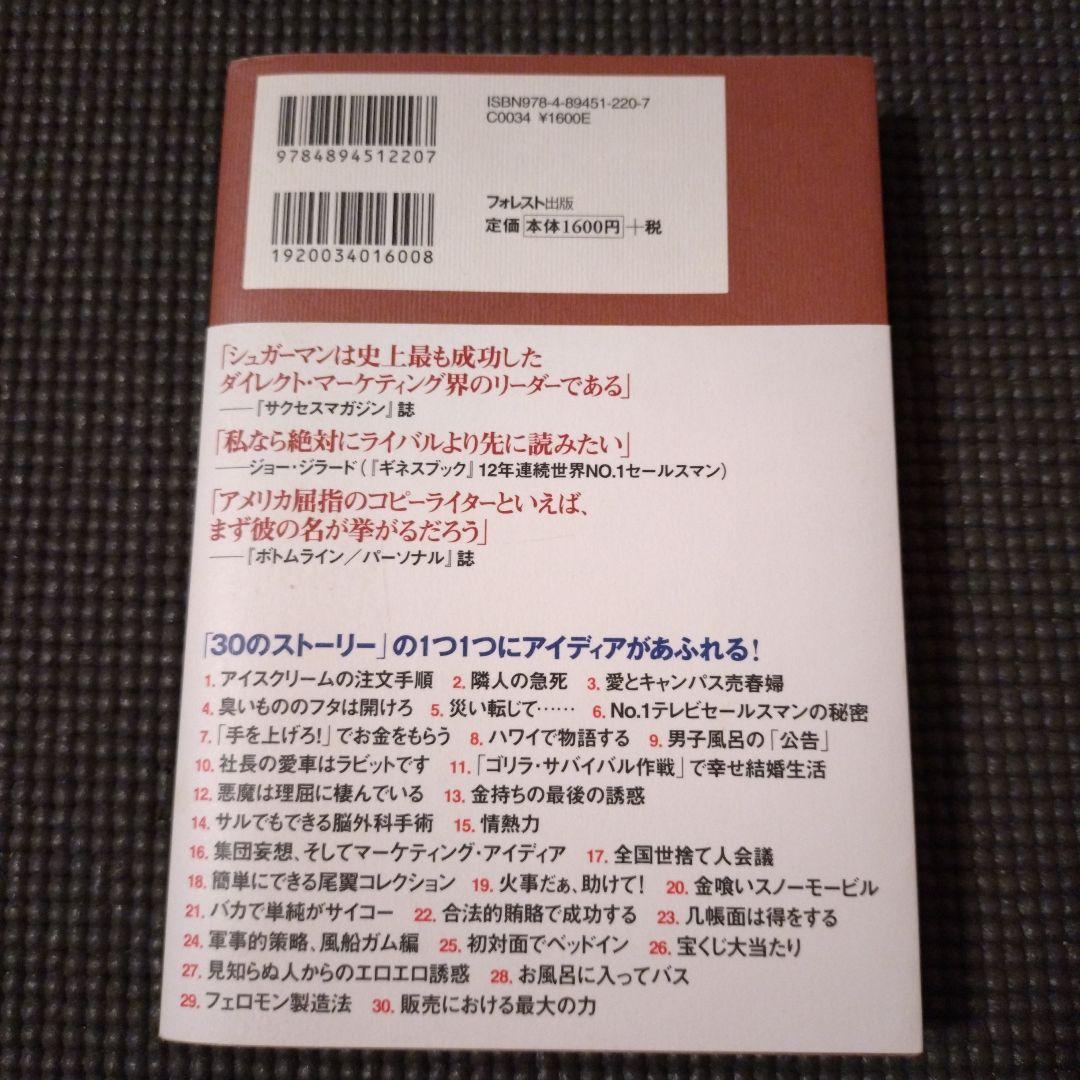 ISBN978-4-89451-220-7
C0034 ¥1600E
9784894512207
フォレスト出版
定価 本体1600円 +税
1920034016008
「シュガーマンは史上最も成功した
ダイレクト・マーケティング界のリーダーである」
──『サクセスマガジン』誌
「私なら絶対にライバルより先に読みたい」
──ジョー・ジラード(『ギネスブック』12年連続世界NO.1セールスマン)
「アメリカ屈指のコピーライターといえば、
まず彼の名が挙がるだろう」
──『ボトムライン／パーソナル』誌
「30のストーリー」の1つ1つにアイディアがあふれる!
1. アイスクリームの注文手順 2. 隣人の急死 3. 愛とキャンパス売春婦
4. 臭いもののフタは開けろ 5. 災い転じて…… 6. No.1テレビセールスマンの秘密
7. 「手を上げろ!」でお金をもらう 8. ハワイで物語する 9. 男子風呂の「公告」
10. 社長の愛車はラビットです 11. 「ゴリラ・サバイバル作戦」で幸せ結婚生活
12. 悪魔は理屈に棲んでいる 13. 金持ちの最後の誘惑
14. サルでもできる脳外科手術 15. 情熱力
16. 集団妄想、そしてマーケティング・アイディア 17. 全国世捨て人会議
18. 簡単にできる尾翼コレクション 19. 火事だぁ、助けて! 20. 金喰いスノーモービル
21. バカで単純がサイコー 22. 合法的賄賂で成功する 23. 几帳面は得をする
24. 軍事的策略、風船ガム編 25. 初対面でベッドイン 26. 宝くじ大当たり
27. 見知らぬ人からのエロエロ誘惑 28. お風呂に入ってバス
29. フェロモン製造法 30. 販売における最大の力